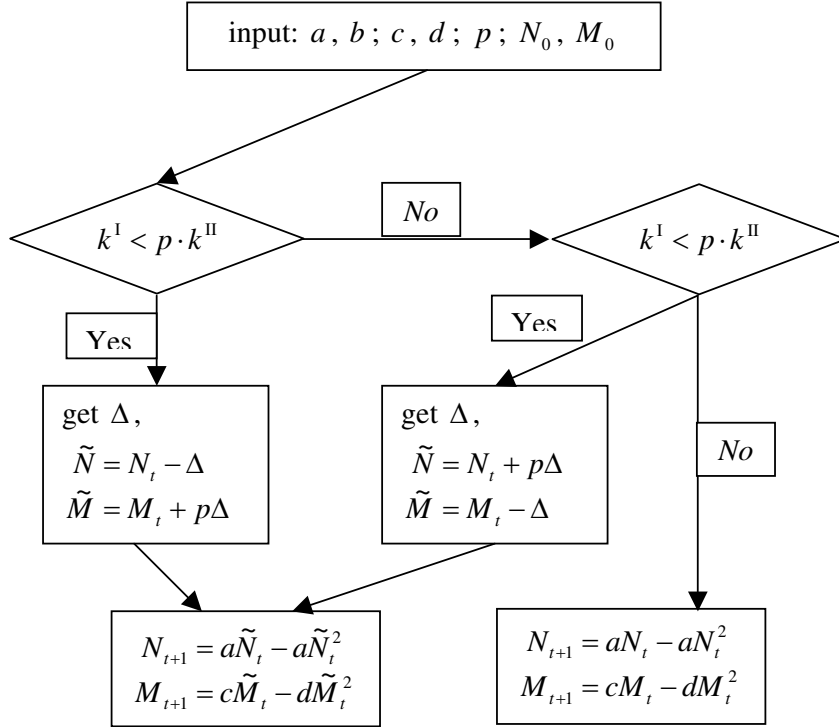 input: a , b ; c , d ; p ; N₀ , M₀
kᴵ < p · kᴵᴵ
No
kᴵ < p · kᴵᴵ
Yes
Yes
get Δ ,
Ñ = Nₜ − Δ
M̃ = Mₜ + pΔ
get Δ ,
Ñ = Nₜ + pΔ
M̃ = Mₜ − Δ
No
Nₜ₊₁ = aÑₜ − aÑₜ²
Mₜ₊₁ = cM̃ₜ − dM̃ₜ²
Nₜ₊₁ = aNₜ − aNₜ²
Mₜ₊₁ = cMₜ − dMₜ²